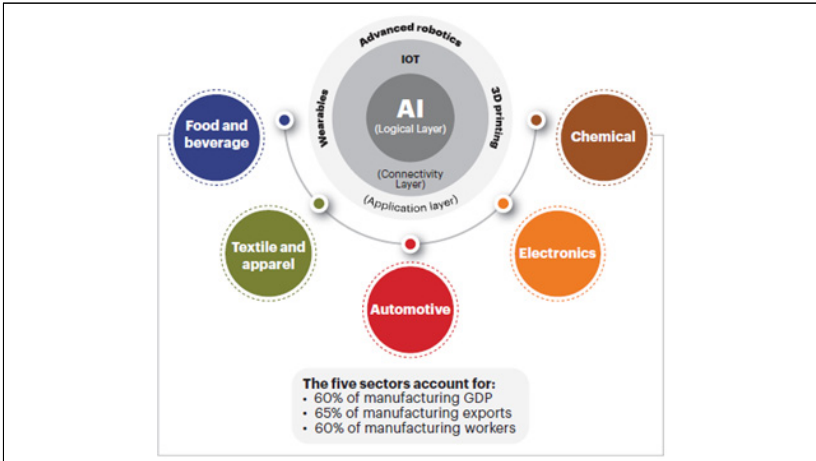 Advanced robotics
IOT
Wearables
3D printing
AI
(Logical Layer)
(Connectivity
Layer)
(Application layer)
Food and
beverage
Chemical
Textile and
apparel
Electronics
Automotive
The five sectors account for:
• 60% of manufacturing GDP
• 65% of manufacturing exports
• 60% of manufacturing workers